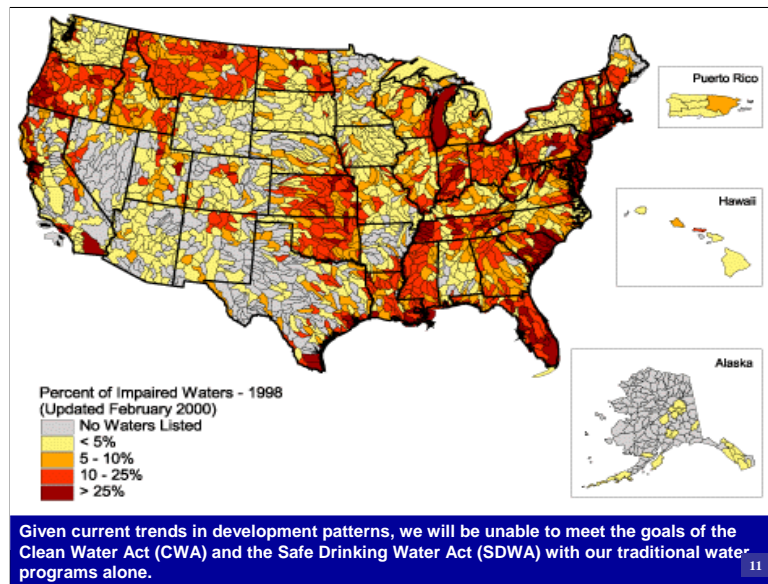 Puerto Rico
Hawaii
Alaska
Percent of Impaired Waters - 1998
(Updated February 2000)
No Waters Listed
< 5%
5 - 10%
10 - 25%
> 25%
Given current trends in development patterns, we will be unable to meet the goals of the
Clean Water Act (CWA) and the Safe Drinking Water Act (SDWA) with our traditional water
programs alone.
11